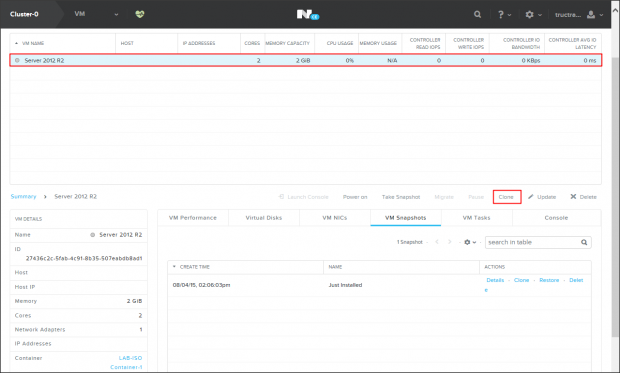 Cluster-0 VM ? tructre...
VM NAME HOST IP ADDRESSES CORES MEMORY CAPACITY CPU USAGE MEMORY USAGE CONTROLLER READ IOPS CONTROLLER WRITE IOPS CONTROLLER IO BANDWIDTH CONTROLLER AVG IO LATENCY
Server 2012 R2 2 2 GiB 0% N/A 0 0 0 KBps 0 ms
Summary > Server 2012 R2 Launch Console Power on Take Snapshot Migrate Pause Clone Update Delete
VM DETAILS
Name Server 2012 R2
ID
27436c2c-5fab-4c91-8b35-507eabdb8ad1
Host
Host IP
Memory 2 GiB
Cores 2
Network Adapters 1
IP Addresses
Container LAB-ISO
Container-1
VM Performance Virtual Disks VM NICs VM Snapshots VM Tasks Console
1 Snapshot search in table
CREATE TIME NAME ACTIONS
08/04/15, 02:06:03pm Just Installed Details · Clone · Restore · Delet
e